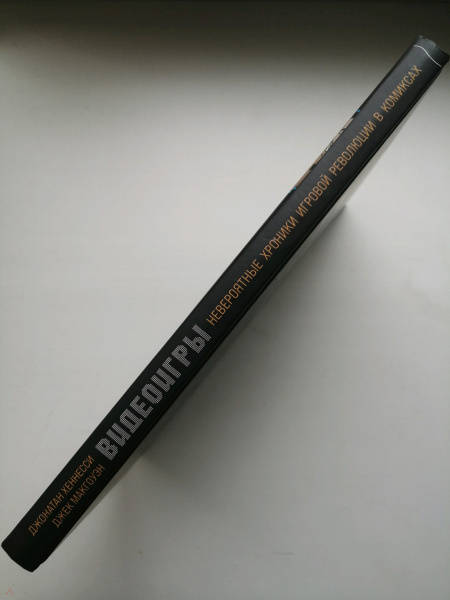 ДЖОНАТАН ХЕННЕССИ
ДЖЕК МАКГОУЭН
ВИДЕОИГРЫ
НЕВЕРОЯТНЫЕ ХРОНИКИ ИГРОВОЙ РЕВОЛЮЦИИ В КОМИКСАХ